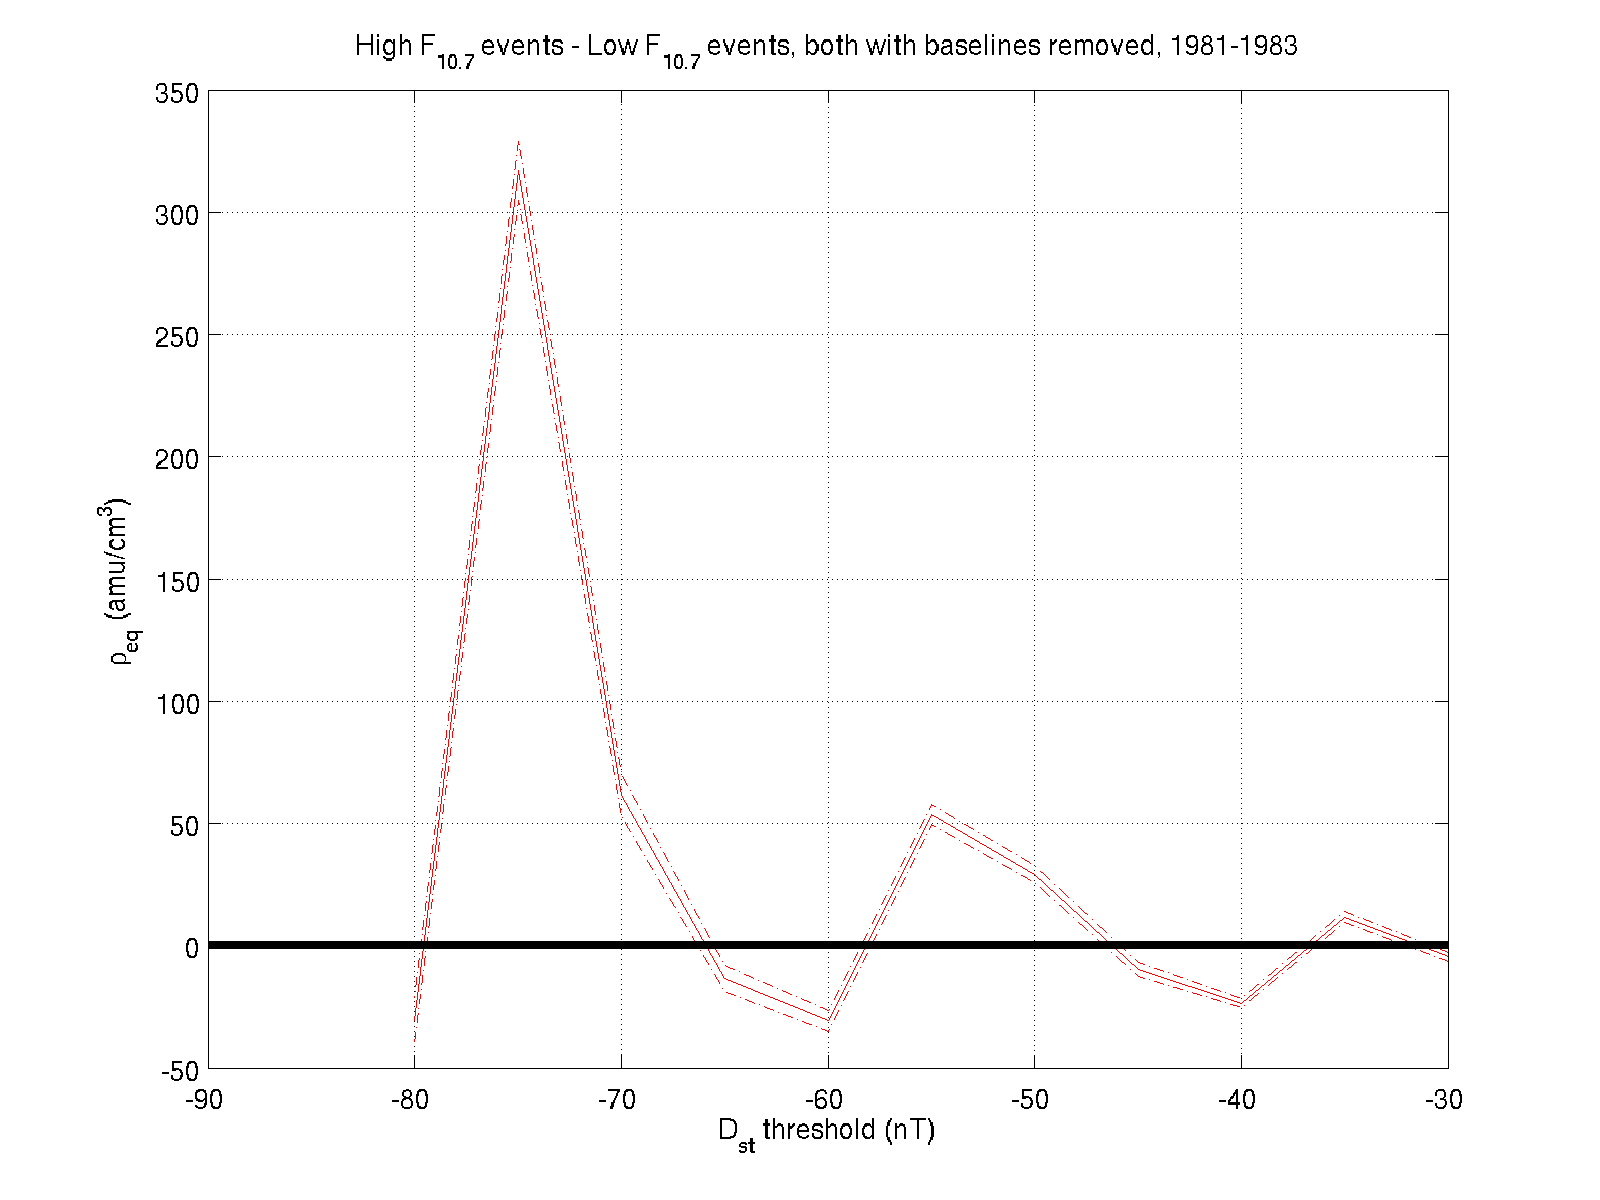 High F10.7 events - Low F10.7 events, both with baselines removed, 1981-1983
350
300
250
200
150
100
50
0
-50
ρeq (amu/cm3)
-90 -80 -70 -60 -50 -40 -30
Dst threshold (nT)